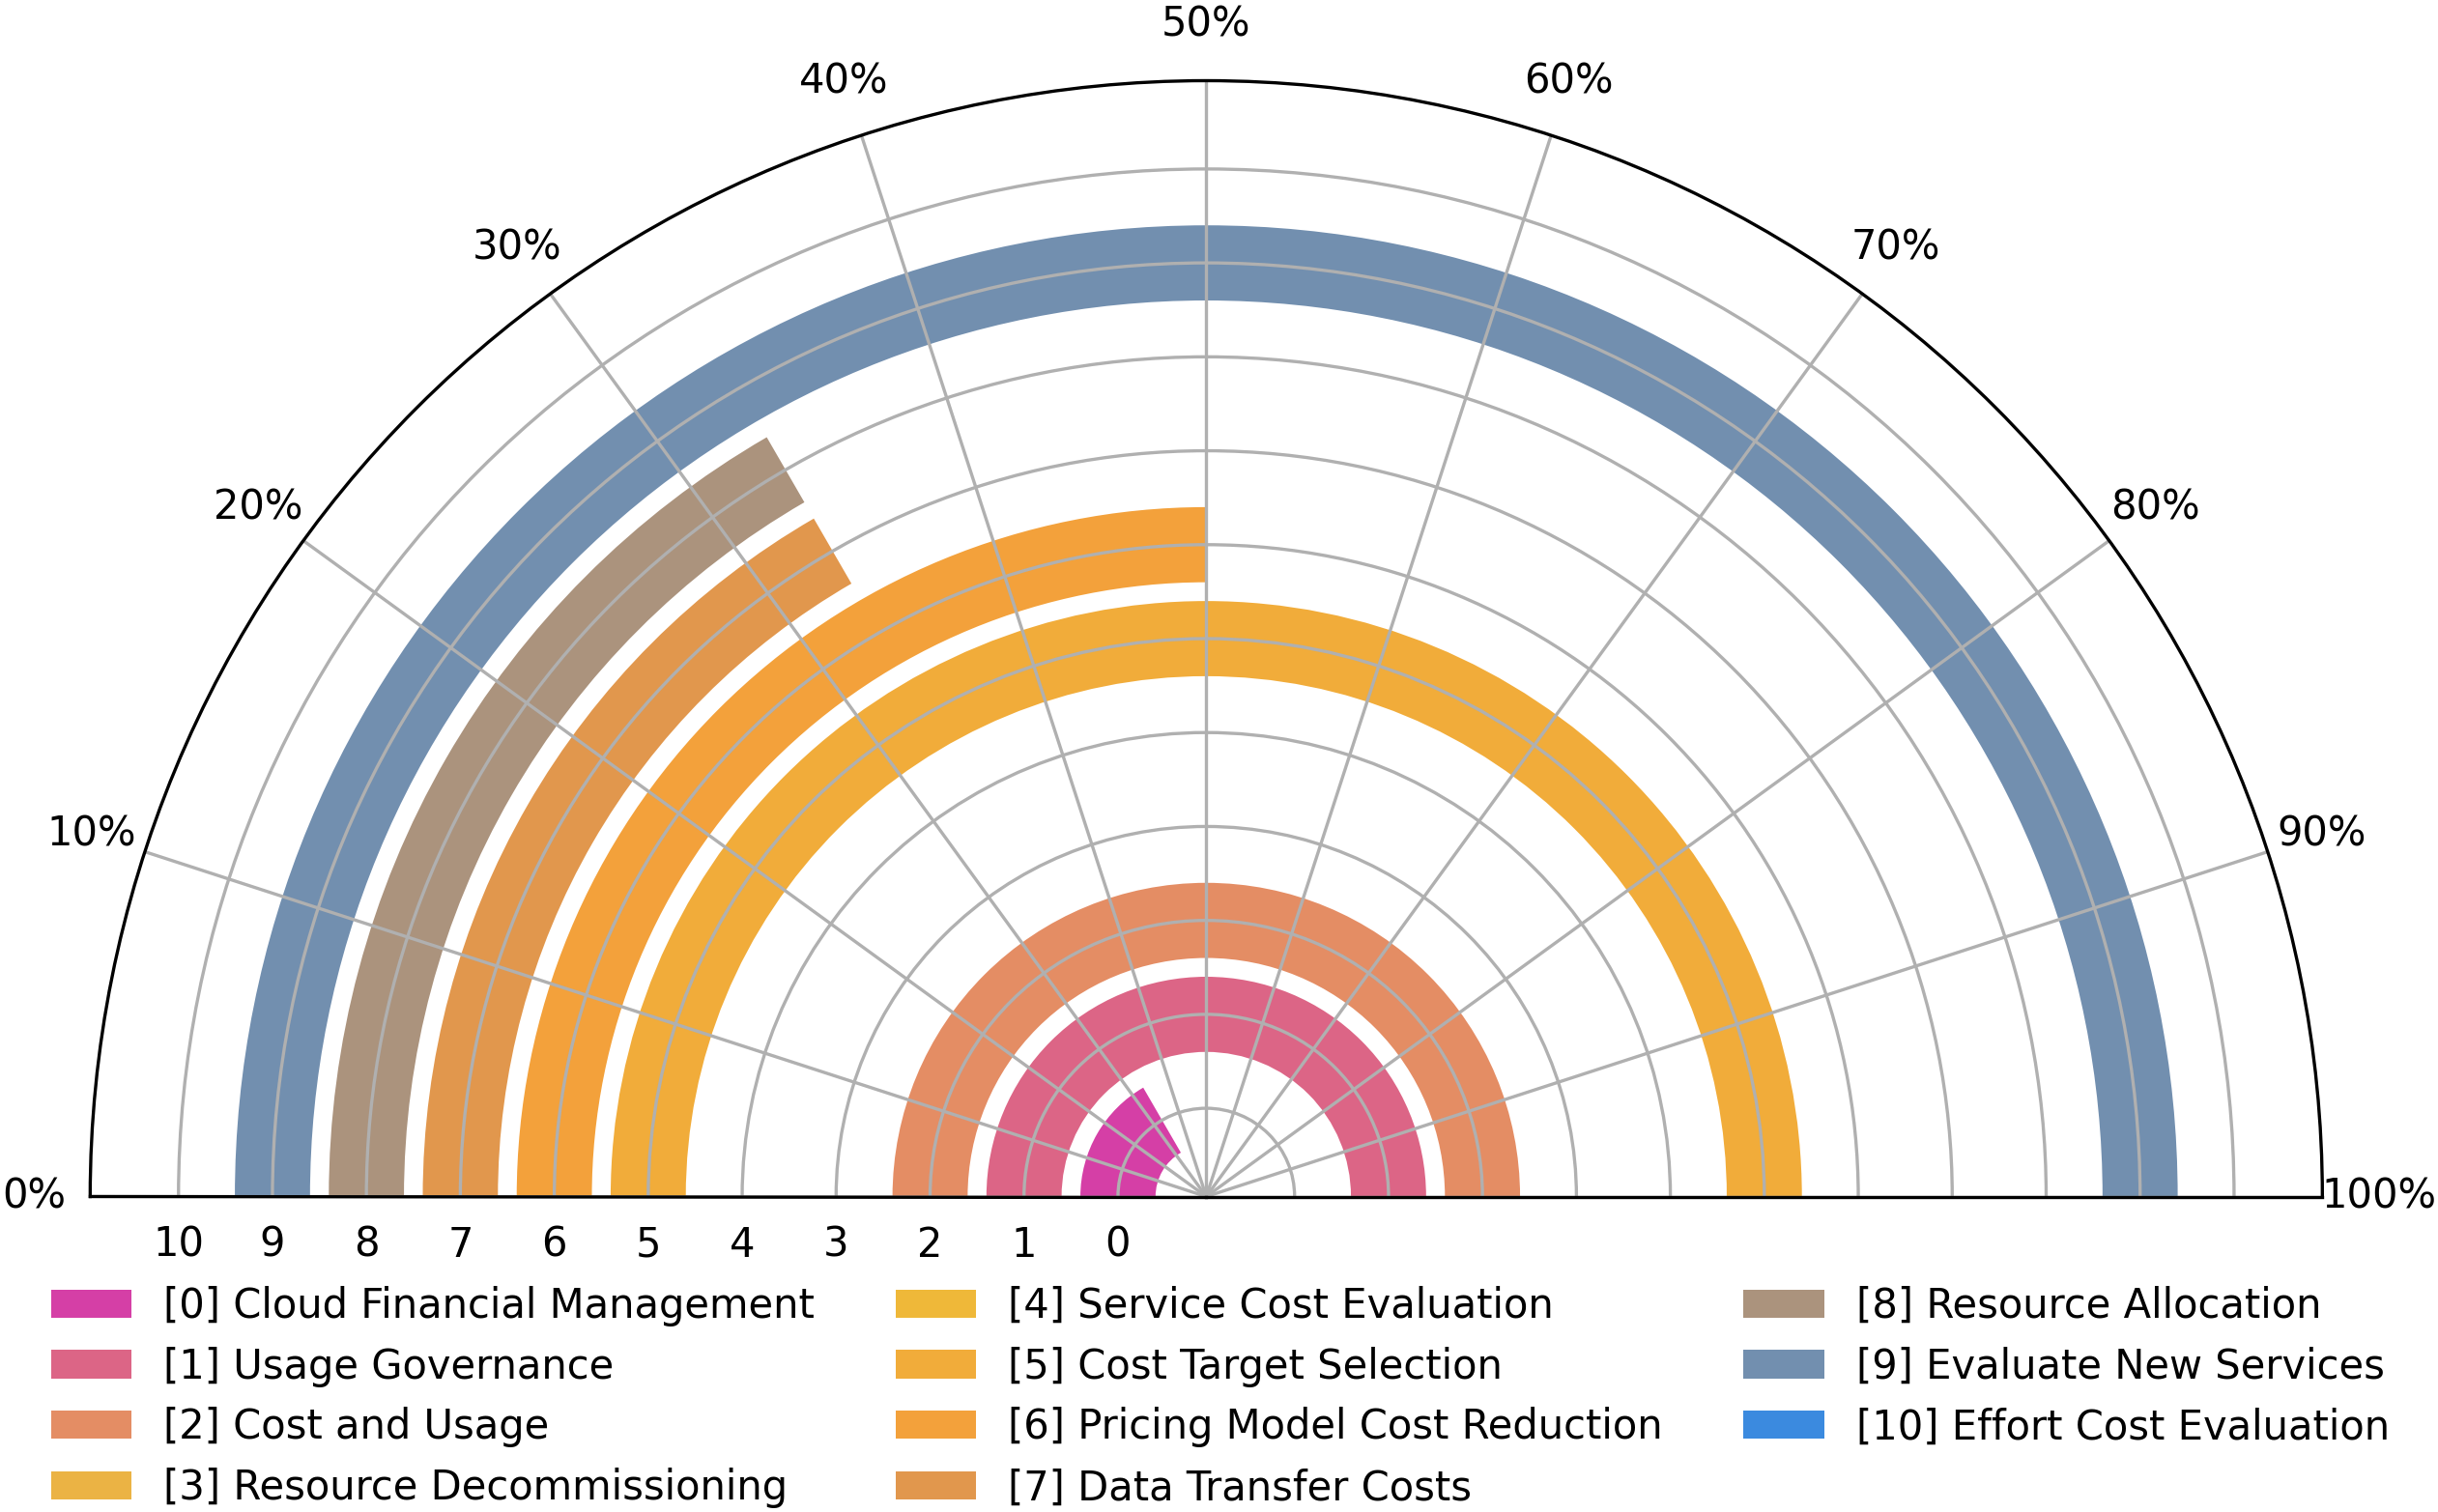 50%
40%
60%
30%
70%
20%
80%
10%
90%
0%
100%
10 9 8 7 6 5 4 3 2 1 0
[0] Cloud Financial Management
[1] Usage Governance
[2] Cost and Usage
[3] Resource Decommissioning
[4] Service Cost Evaluation
[5] Cost Target Selection
[6] Pricing Model Cost Reduction
[7] Data Transfer Costs
[8] Resource Allocation
[9] Evaluate New Services
[10] Effort Cost Evaluation